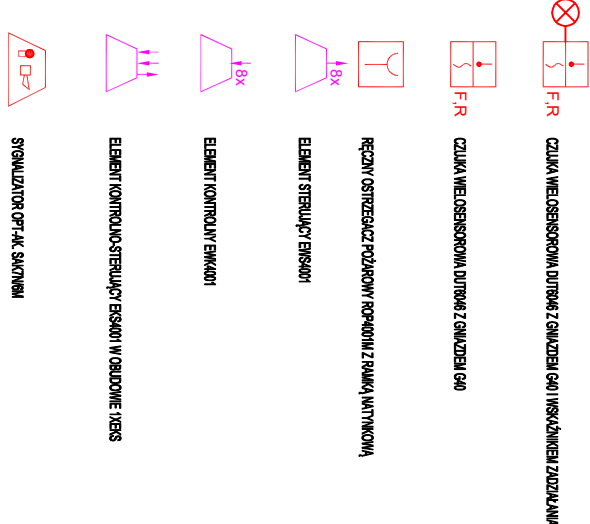 F,R
CZUJKA WIELOSENSOROWA DUT6046 Z GNIAZDEM G40 I WSKAŹNIKIEM ZADZIAŁANIA
F,R
CZUJKA WIELOSENSOROWA DUT6046 Z GNIAZDEM G40
RĘCZNY OSTRZEGACZ POŻAROWY ROP4001M Z RAMKĄ NATYNKOWĄ
8x
ELEMENT STERUJĄCY EWS4001
8x
ELEMENT KONTROLNY EWK4001
ELEMENT KONTROLNO-STERUJĄCY EKS4001 W OBUDOWIE 1XEKS
SYGNALIZATOR OPT-AK.